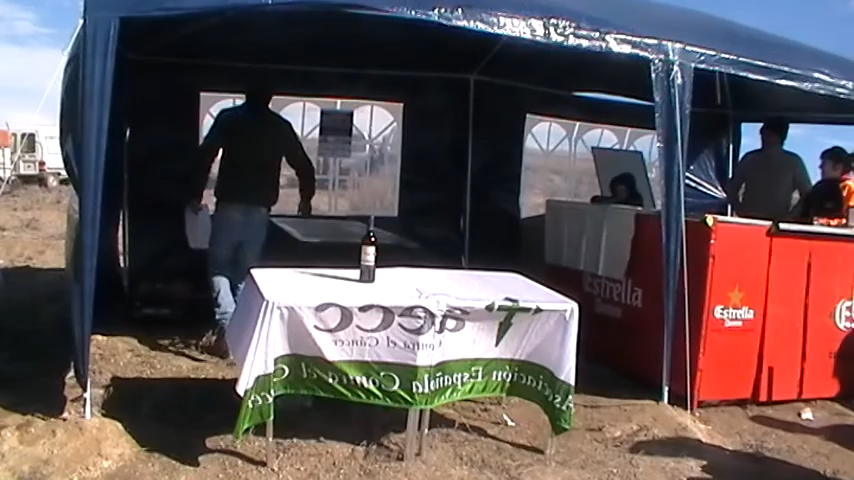 aecc
Contra el Cáncer
Asociación Española Contra el Cáncer
Estrella
Estrella